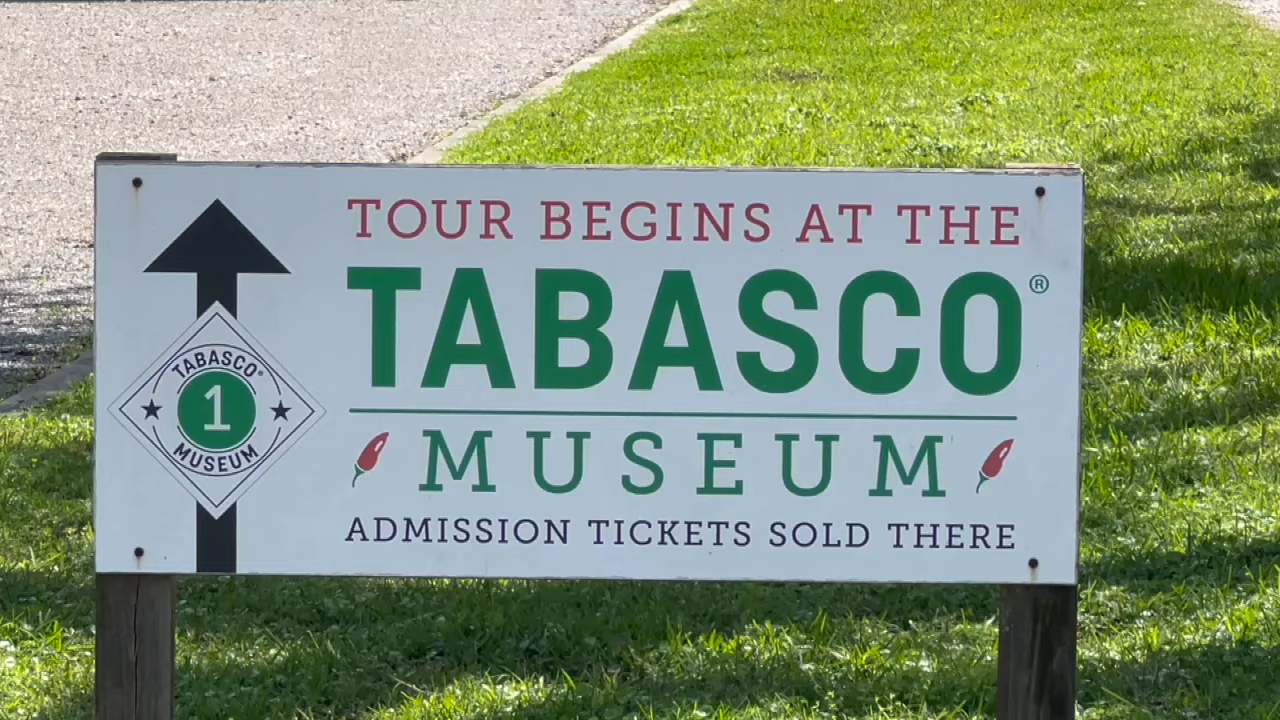 TOUR BEGINS AT THE
TABASCO®
MUSEUM
ADMISSION TICKETS SOLD THERE
TABASCO®
1
MUSEUM